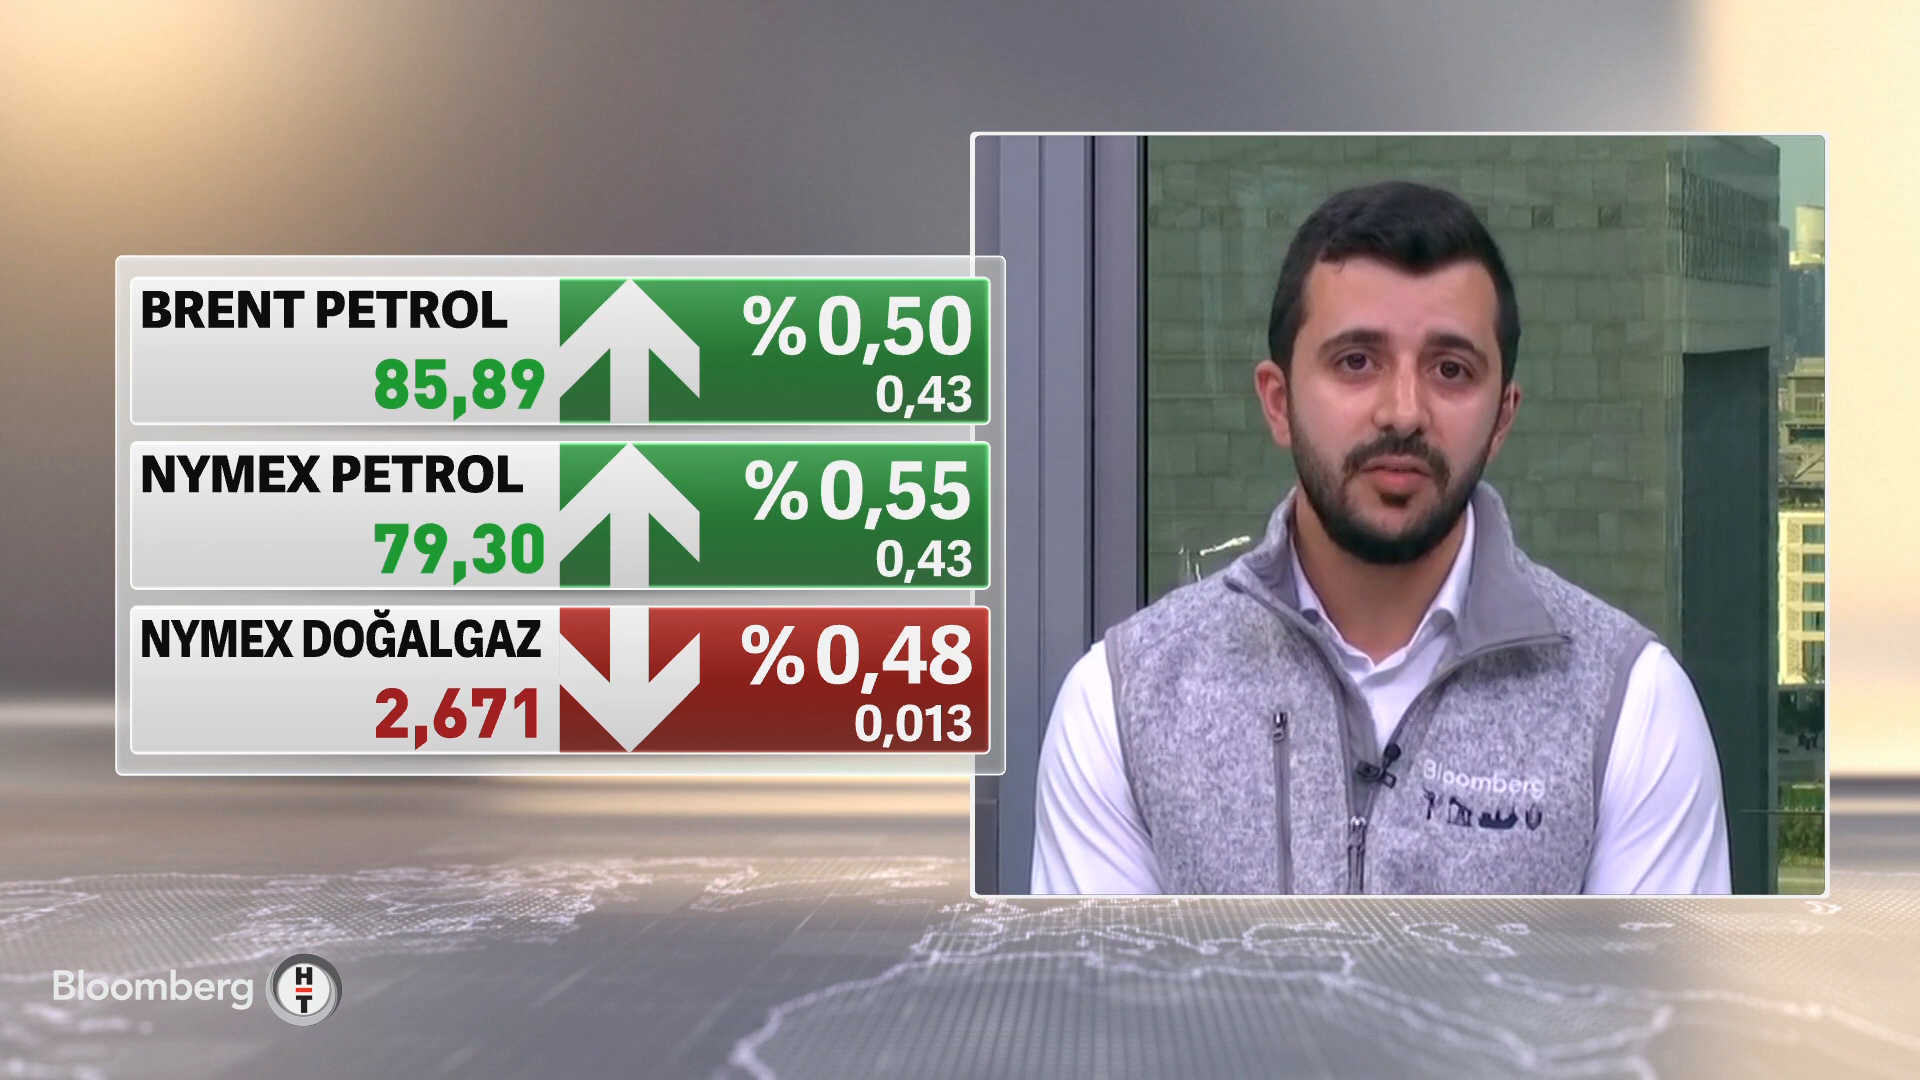 BRENT PETROL
85,89
%0,50
0,43
NYMEX PETROL
79,30
%0,55
0,43
NYMEX DOĞALGAZ
2,671
%0,48
0,013
Bloomberg
Bloomberg HT